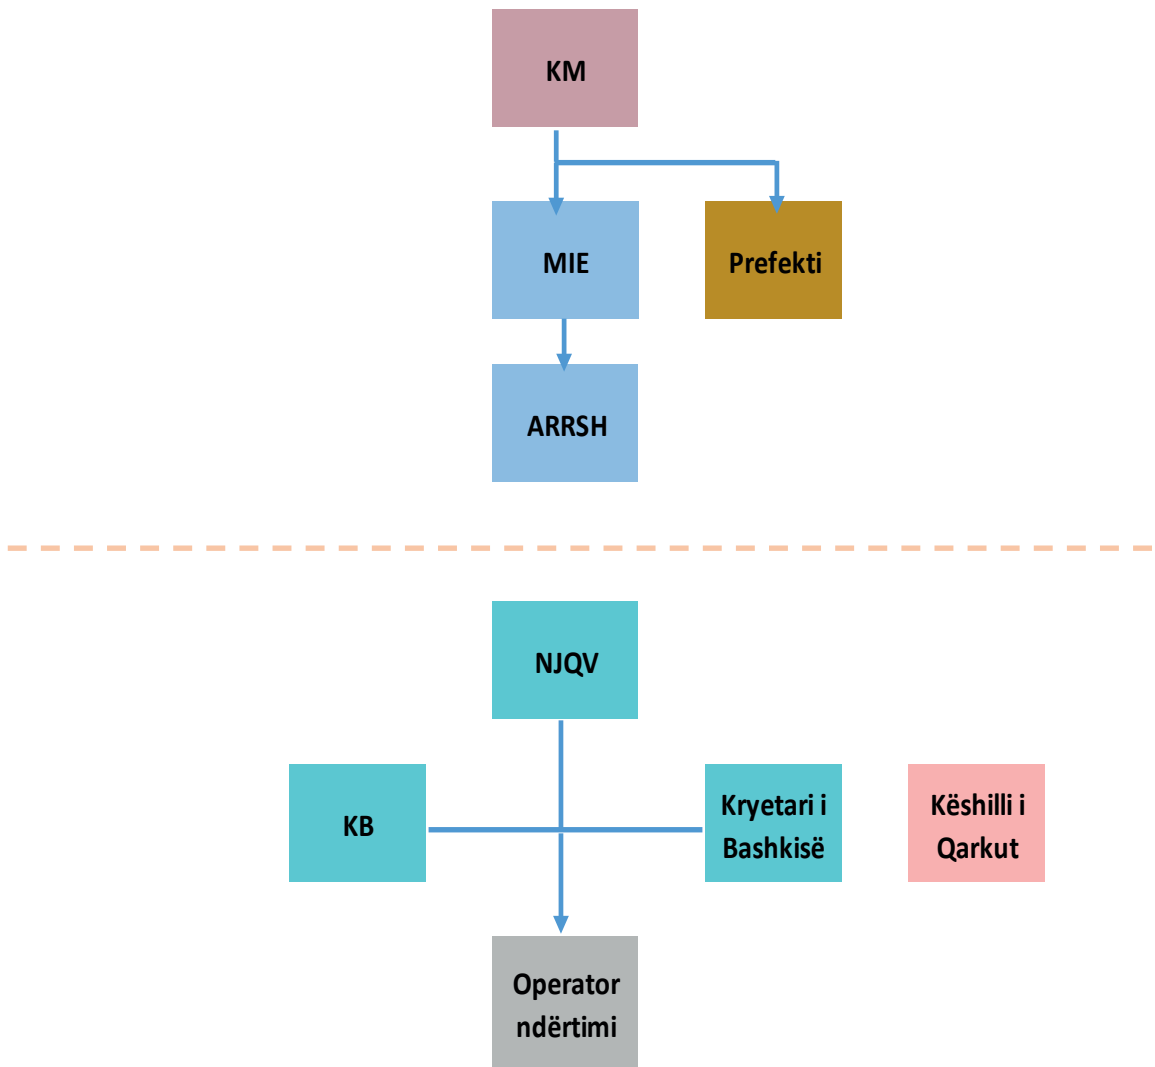 KM
MIE
Prefekti
ARRSH
NJQV
KB
Kryetari i
Bashkisë
Këshilli i
Qarkut
Operator
ndërtimi